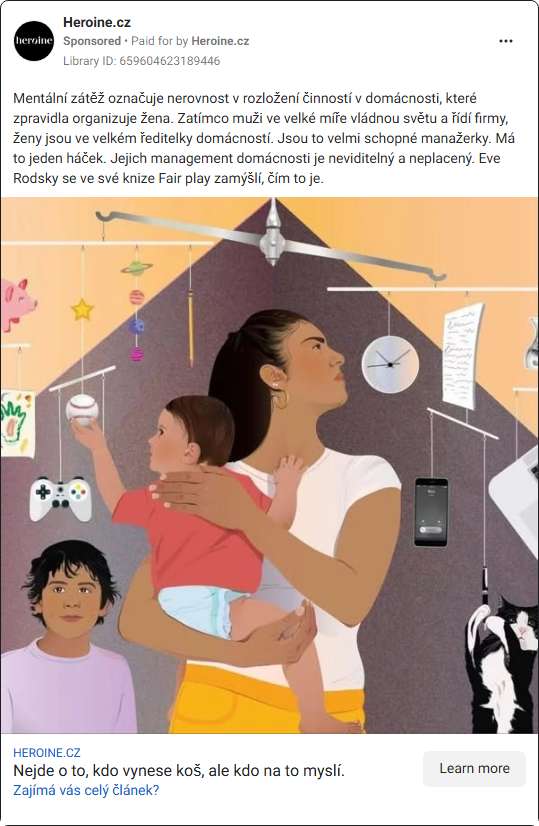 heroine
Heroine.cz
Sponsored • Paid for by Heroine.cz
Library ID: 659604623189446
Mentální zátěž označuje nerovnost v rozložení činností v domácnosti, které
zpravidla organizuje žena. Zatímco muži ve velké míře vládnou světu a řídí firmy,
ženy jsou ve velkém ředitelky domácností. Jsou to velmi schopné manažerky. Má
to jeden háček. Jejich management domácnosti je neviditelný a neplacený. Eve
Rodsky se ve své knize Fair play zamýšlí, čím to je.
HEROINE.CZ
Nejde o to, kdo vynese koš, ale kdo na to myslí.
Zajímá vás celý článek?
Learn more